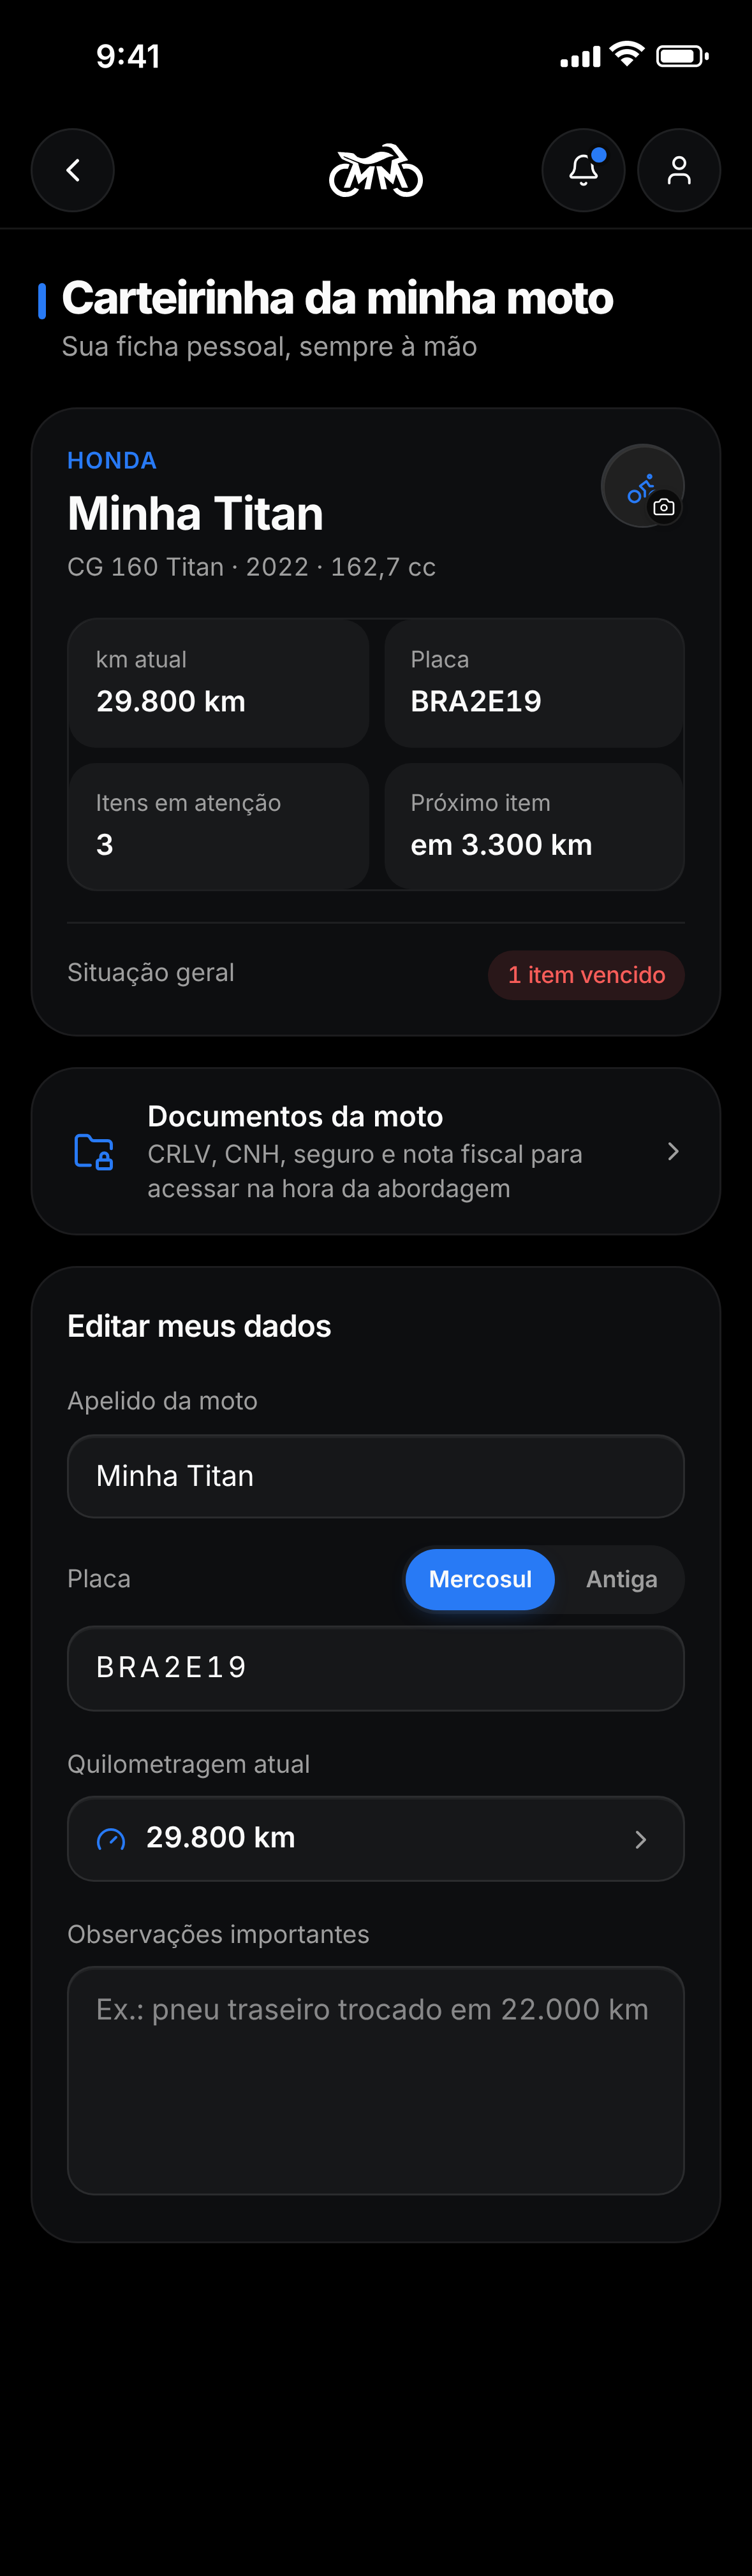 9:41
MM
Carteirinha da minha moto
Sua ficha pessoal, sempre à mão
HONDA
Minha Titan
CG 160 Titan · 2022 · 162,7 cc
km atual
29.800 km
Placa
BRA2E19
Itens em atenção
3
Próximo item
em 3.300 km
Situação geral
1 item vencido
Documentos da moto
CRLV, CNH, seguro e nota fiscal para
acessar na hora da abordagem
Editar meus dados
Apelido da moto
Minha Titan
Placa
Mercosul
Antiga
BRA2E19
Quilometragem atual
29.800 km
Observações importantes
Ex.: pneu traseiro trocado em 22.000 km